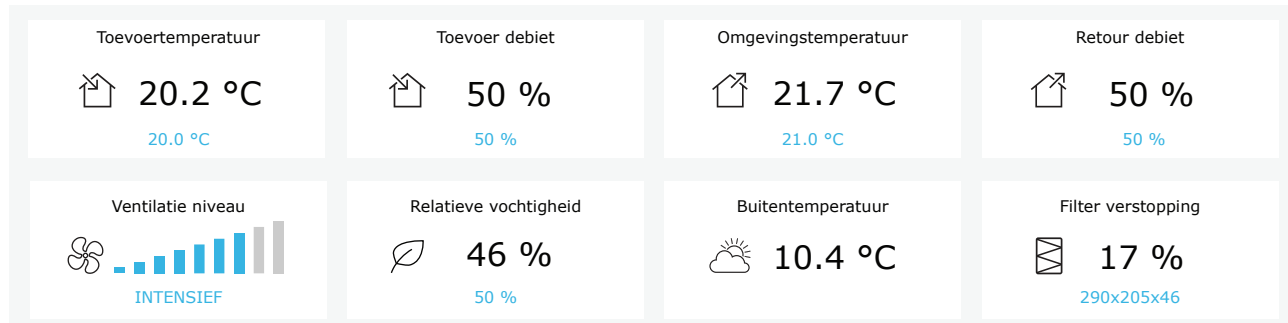 Toevoertemperatuur
20.2 °C
20.0 °C
Toevoer debiet
50 %
50 %
Omgevingstemperatuur
21.7 °C
21.0 °C
Retour debiet
50 %
50 %
Ventilatie niveau
INTENSIEF
Relatieve vochtigheid
46 %
50 %
Buitentemperatuur
10.4 °C
Filter verstopping
17 %
290x205x46